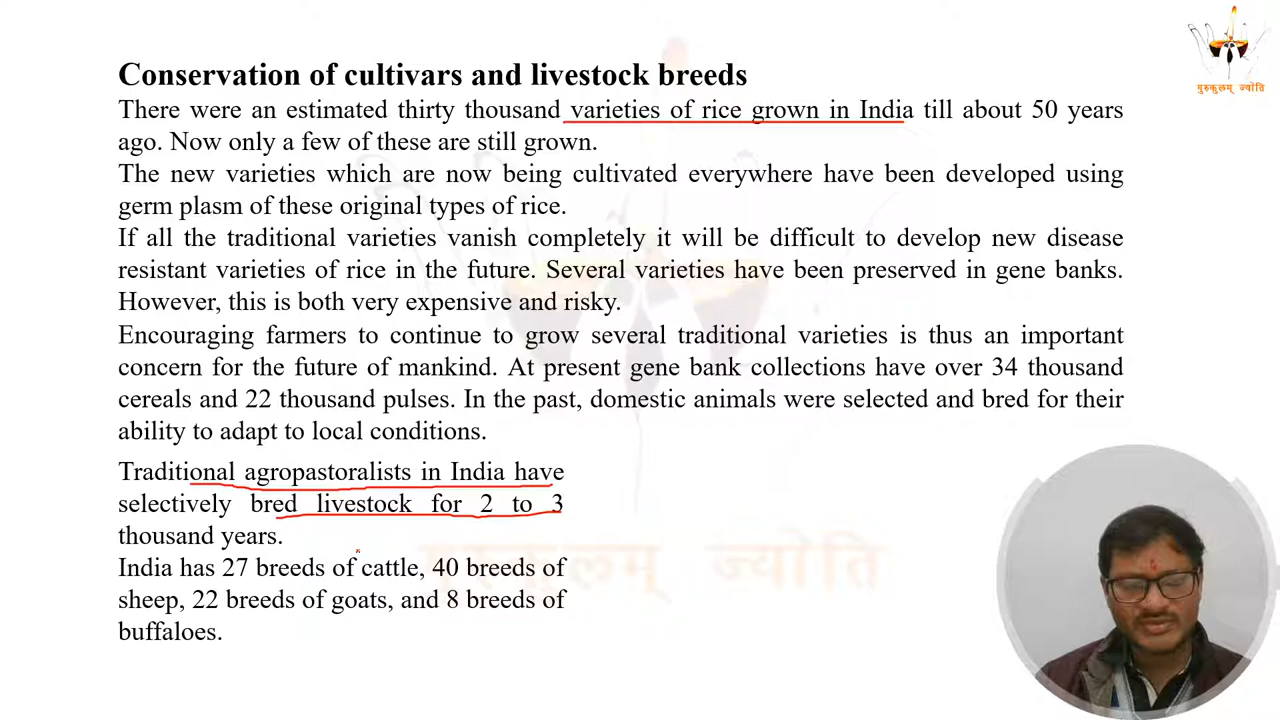 गुरुकुलम् ज्योति
Conservation of cultivars and livestock breeds
There were an estimated thirty thousand varieties of rice grown in India till about 50 years
ago. Now only a few of these are still grown.
The new varieties which are now being cultivated everywhere have been developed using
germ plasm of these original types of rice.
If all the traditional varieties vanish completely it will be difficult to develop new disease
resistant varieties of rice in the future. Several varieties have been preserved in gene banks.
However, this is both very expensive and risky.
Encouraging farmers to continue to grow several traditional varieties is thus an important
concern for the future of mankind. At present gene bank collections have over 34 thousand
cereals and 22 thousand pulses. In the past, domestic animals were selected and bred for their
ability to adapt to local conditions.
Traditional agropastoralists in India have
selectively bred livestock for 2 to 3
thousand years.
India has 27 breeds of cattle, 40 breeds of
sheep, 22 breeds of goats, and 8 breeds of
buffaloes.
गुरुकुलम् ज्योति